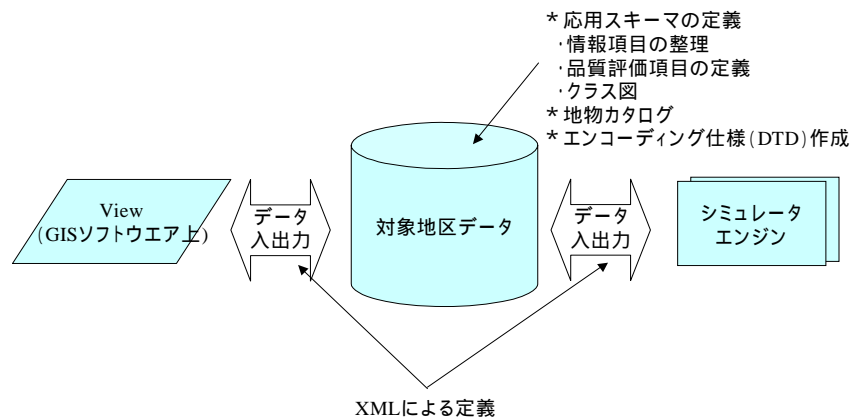 * 応用スキーマの定義
・情報項目の整理
・品質評価項目の定義
・クラス図
* 地物カタログ
* エンコーディング仕様(DTD)作成
View
(GISソフトウエア上)
データ
入出力
対象地区データ
データ
入出力
シミュレータ
エンジン
XMLによる定義